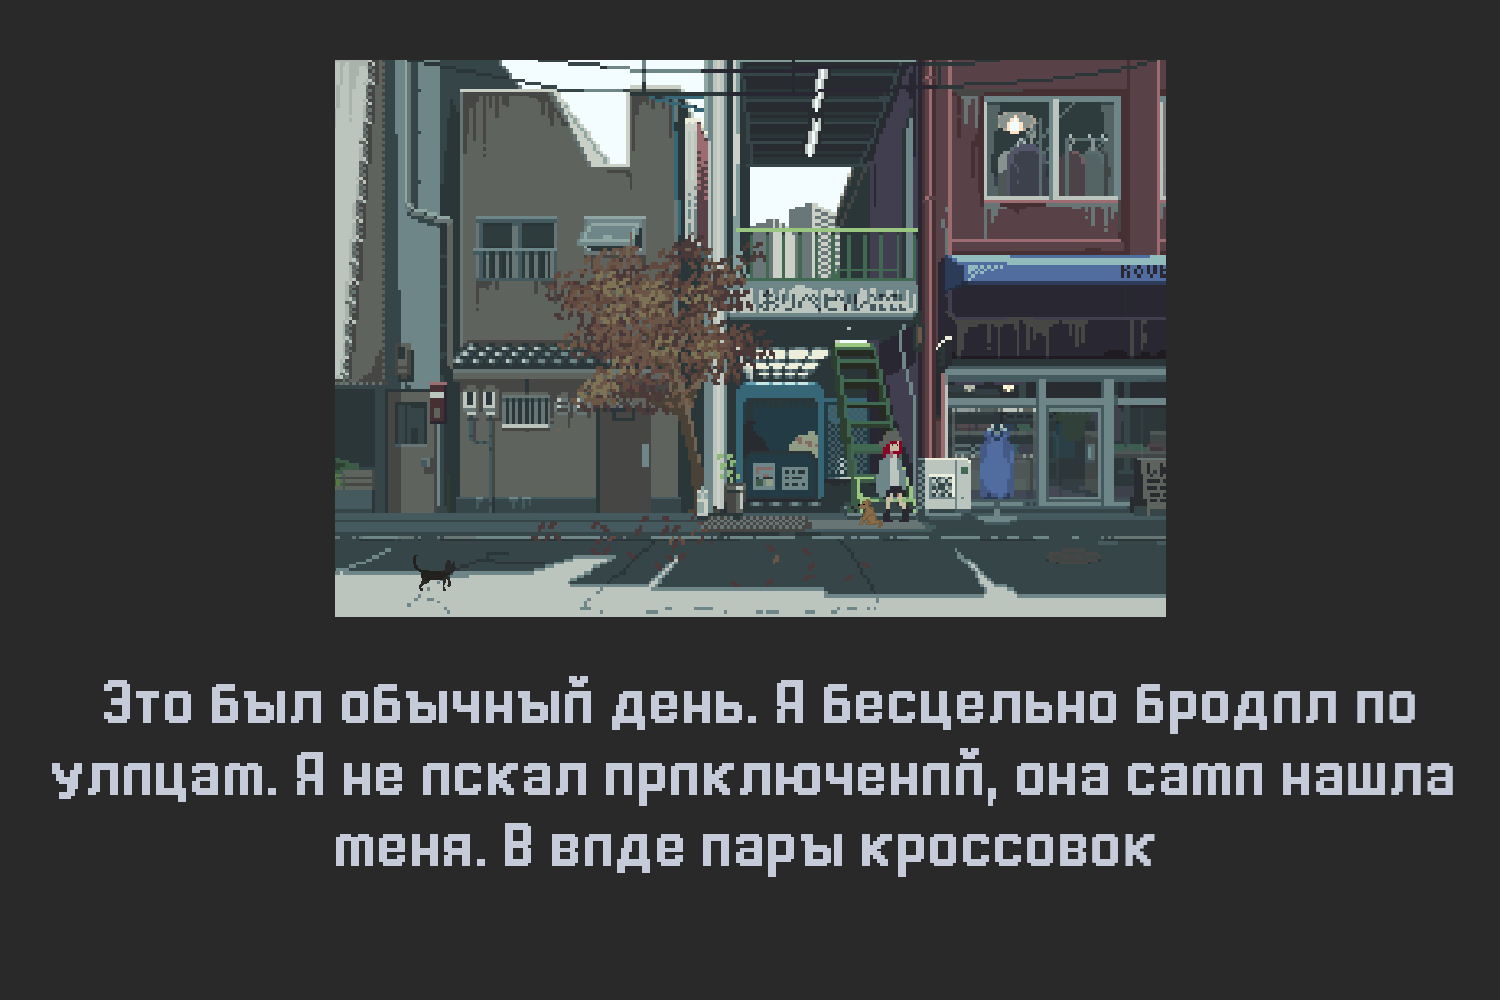 Это был обычный день. Я бесцельно бродил по
улицам. Я не искал приключений, она сами нашла
меня. В виде пары кроссовок